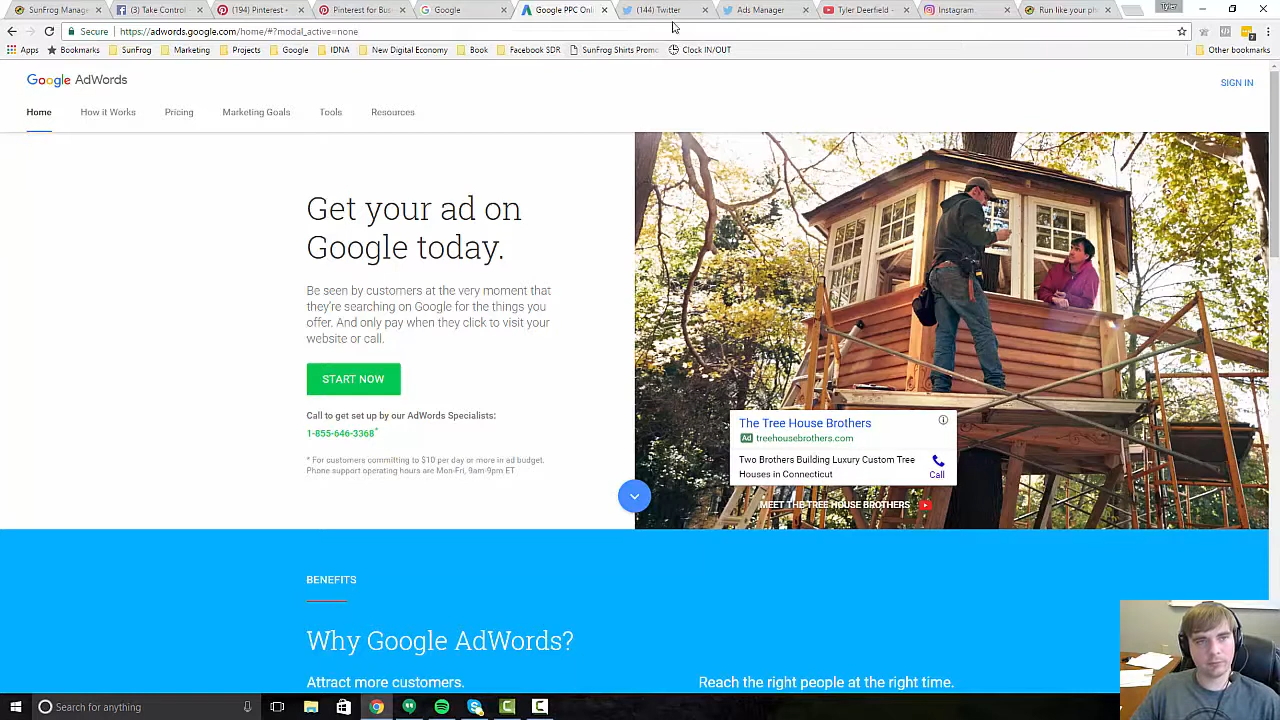 SunFrog Manage
(3) Take Control
(194) Pinterest
Pinterest for Bus
Google
Google PPC Onli
(144) Twitter
Ads Manager
Tyler Deerfield -
Instagram
Run like your ph
Tyler
Secure
https://adwords.google.com/home/#?modal_active=none
Apps
Bookmarks
SunFrog
Marketing
Projects
Google
IDNA
New Digital Economy
Book
Facebook SDR
SunFrog Shirts Promo
Clock IN/OUT
Other bookmarks
Google AdWords
SIGN IN
Home
How it Works
Pricing
Marketing Goals
Tools
Resources
Get your ad on
Google today.
Be seen by customers at the very moment that
they're searching on Google for the things you
offer. And only pay when they click to visit your
website or call.
START NOW
Call to get set up by our AdWords Specialists:
1-855-646-3368*
* For customers committing to $10 per day or more in ad budget.
Phone support operating hours are Mon-Fri, 9am-9pm ET
The Tree House Brothers
Ad treehousebrothers.com
Two Brothers Building Luxury Custom Tree
Houses in Connecticut
Call
MEET THE TREE HOUSE BROTHERS
BENEFITS
Why Google AdWords?
Attract more customers.
Reach the right people at the right time.
Search for anything